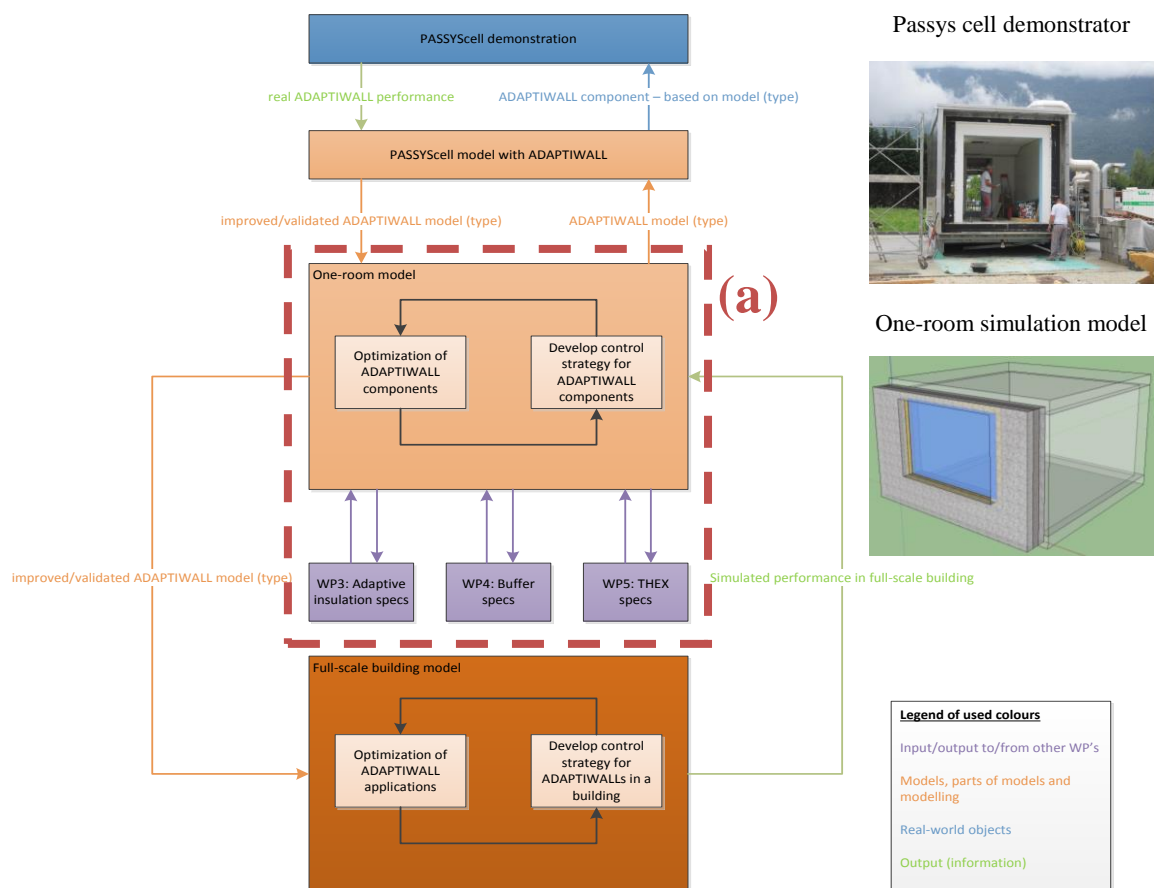 PASSYScell demonstration
real ADAPTIWALL performance
ADAPTIWALL component – based on model (type)
PASSYScell model with ADAPTIWALL
improved/validated ADAPTIWALL model (type)
ADAPTIWALL model (type)
One-room model
(a)
Optimization of
ADAPTIWALL
components
Develop control
strategy for
ADAPTIWALL
components
improved/validated ADAPTIWALL model (type)
WP3: Adaptive
insulation specs
WP4: Buffer
specs
WP5: THEX
specs
Simulated performance in full-scale building
Full-scale building model
Optimization of
ADAPTIWALL
applications
Develop control
strategy for
ADAPTIWALLs in a
building
Passys cell demonstrator
One-room simulation model
Legend of used colours
Input/output to/from other WP's
Models, parts of models and
modelling
Real-world objects
Output (information)